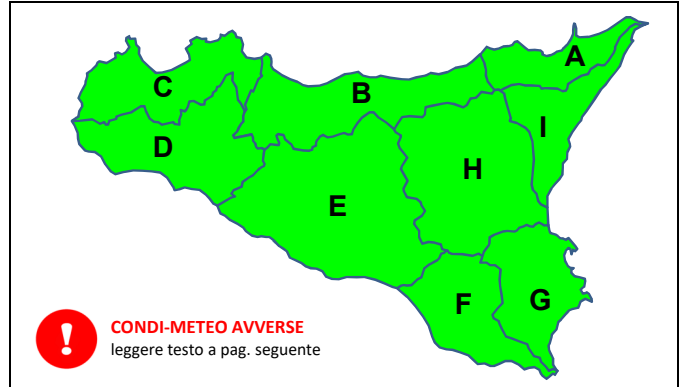 A
C
B
I
D
H
E
F
G
!
CONDI-METEO AVVERSE
leggere testo a pag. seguente